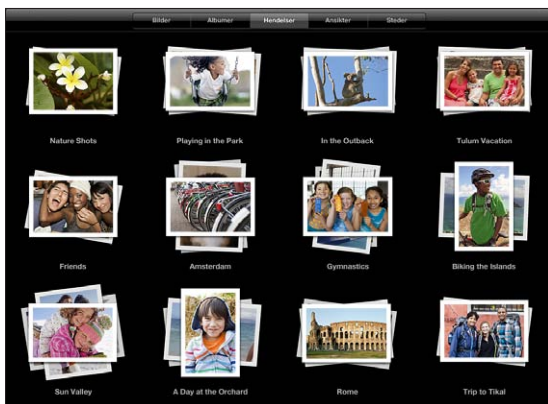 Bilder Albumer Hendelser Ansikter Steder
Nature Shots Playing in the Park In the Outback Tulum Vacation
Friends Amsterdam Gymnastics Biking the Islands
Sun Valley A Day at the Orchard Rome Trip to Tikal